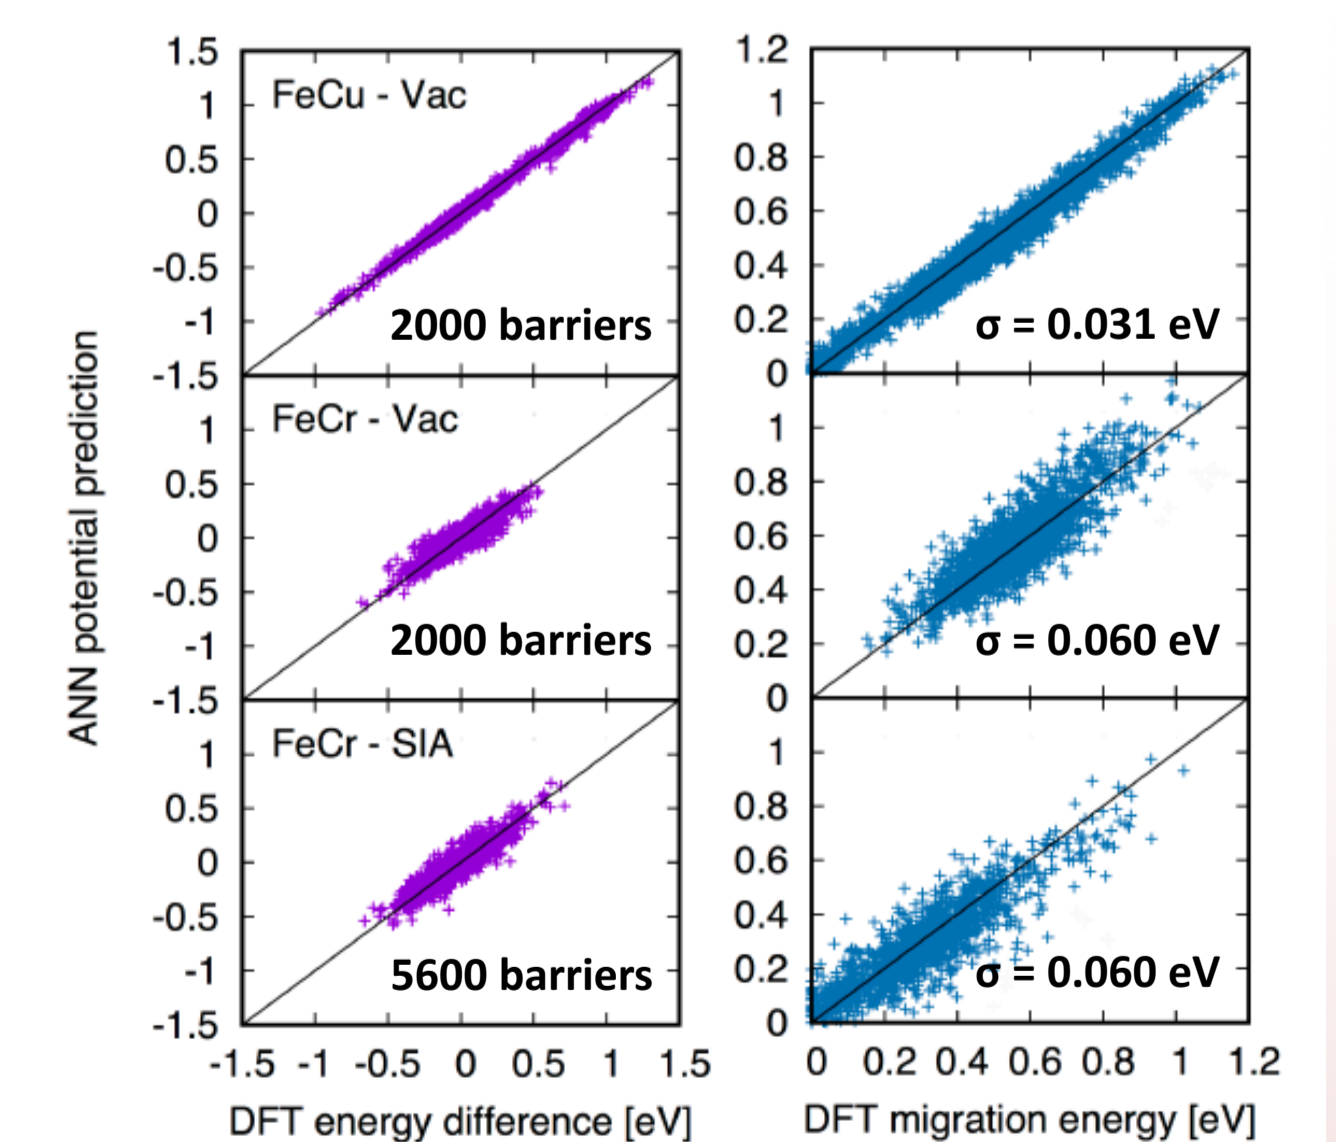 ANN potential prediction
1.5
1
0.5
0
-0.5
-1
-1.5
FeCu - Vac
2000 barriers
1.2
1
0.8
0.6
0.4
0.2
0
σ = 0.031 eV
1
0.5
0
-0.5
-1
-1.5
FeCr - Vac
2000 barriers
1
0.8
0.6
0.4
0.2
0
σ = 0.060 eV
1
0.5
0
-0.5
-1
-1.5
FeCr - SIA
5600 barriers
1
0.8
0.6
0.4
0.2
0
σ = 0.060 eV
-1.5 -1 -0.5 0 0.5 1 1.5
DFT energy difference [eV]
0 0.2 0.4 0.6 0.8 1 1.2
DFT migration energy [eV]